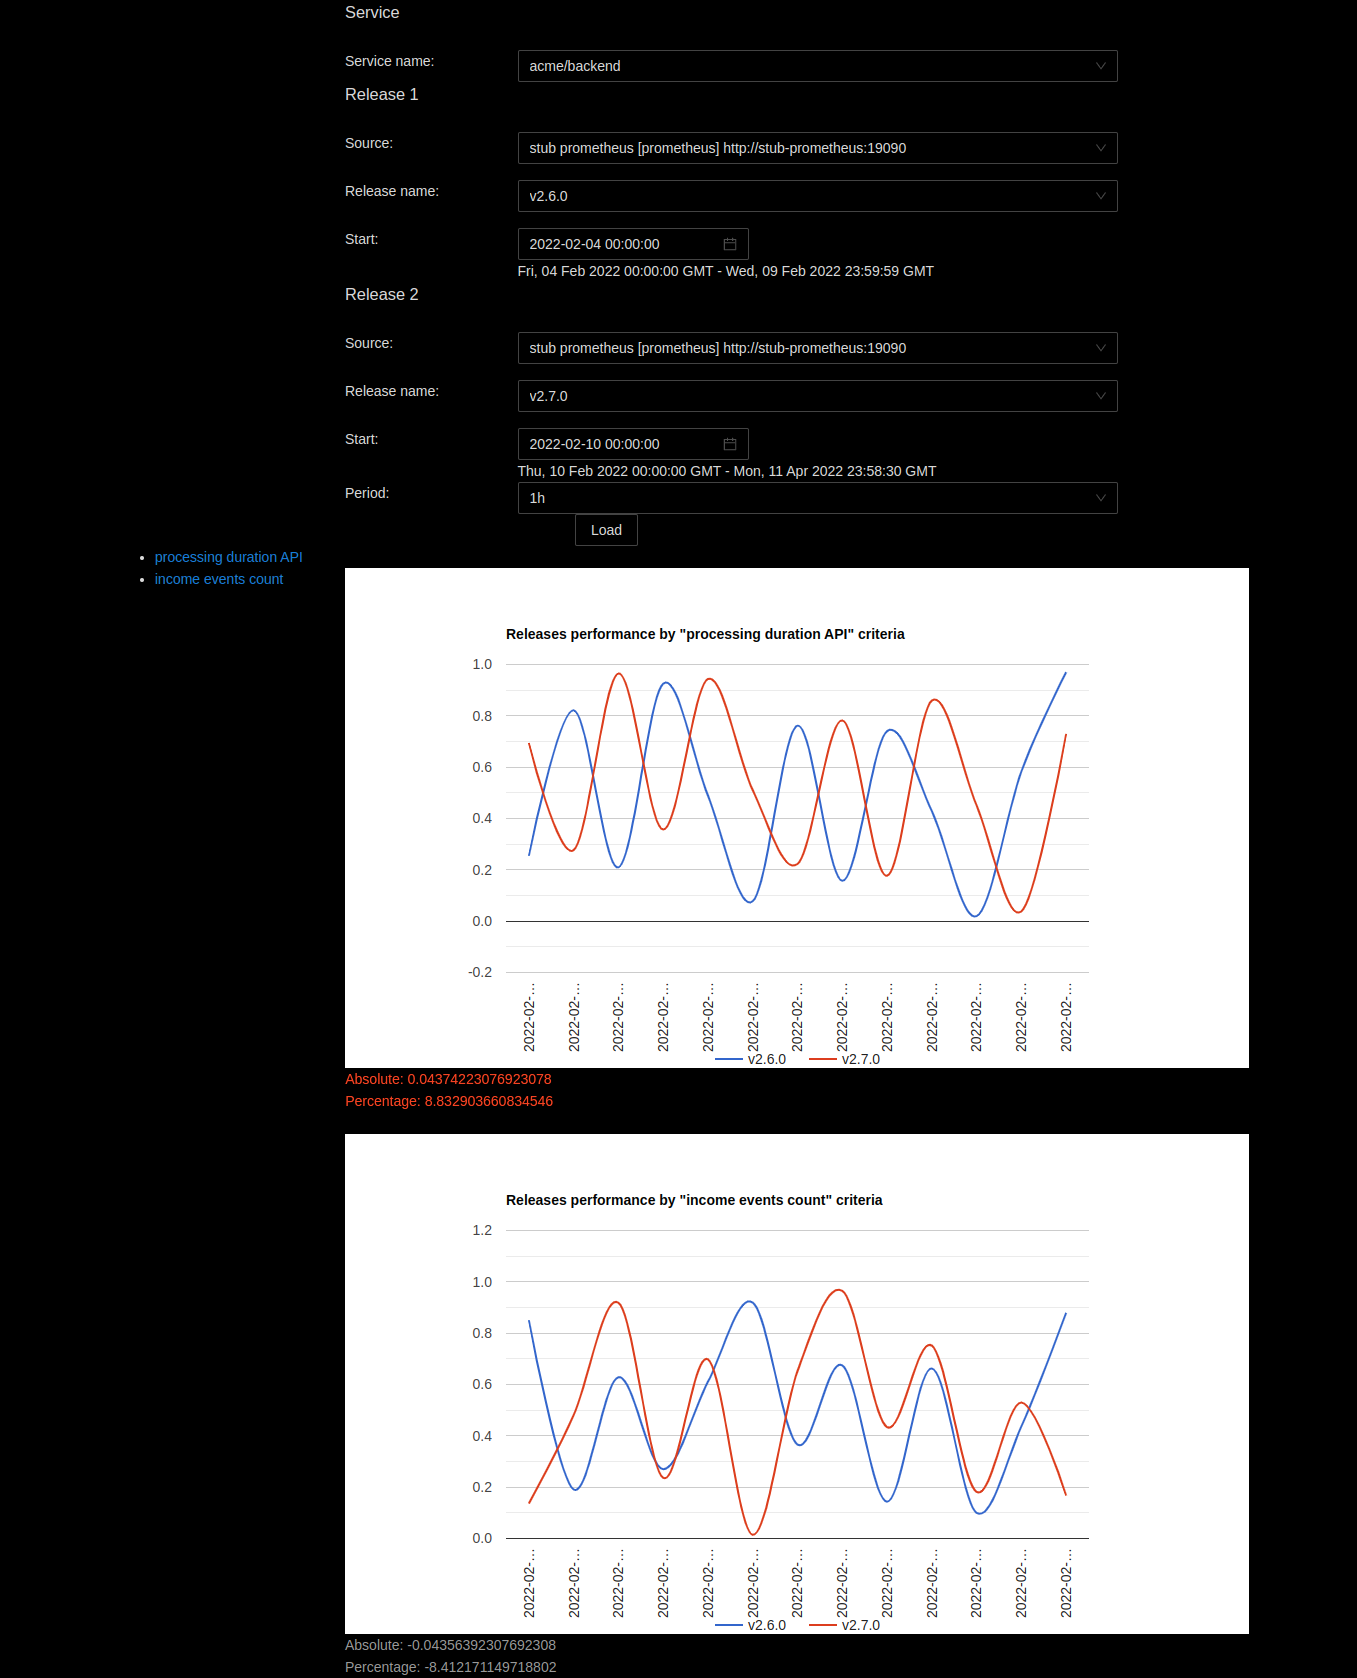 Service
Service name:
acme/backend
Release 1
Source:
stub prometheus [prometheus] http://stub-prometheus:19090
Release name:
v2.6.0
Start:
2022-02-04 00:00:00
Fri, 04 Feb 2022 00:00:00 GMT - Wed, 09 Feb 2022 23:59:59 GMT
Release 2
Source:
stub prometheus [prometheus] http://stub-prometheus:19090
Release name:
v2.7.0
Start:
2022-02-10 00:00:00
Thu, 10 Feb 2022 00:00:00 GMT - Mon, 11 Apr 2022 23:58:30 GMT
Period:
1h
Load
processing duration API
income events count
Releases performance by "processing duration API" criteria
1.0
0.8
0.6
0.4
0.2
0.0
-0.2
2022-02-…
2022-02-…
2022-02-…
2022-02-…
2022-02-…
2022-02-…
2022-02-…
2022-02-…
2022-02-…
2022-02-…
2022-02-…
2022-02-…
2022-02-…
v2.6.0
v2.7.0
Absolute: 0.04374223076923078
Percentage: 8.832903660834546
Releases performance by "income events count" criteria
1.2
1.0
0.8
0.6
0.4
0.2
0.0
2022-02-…
2022-02-…
2022-02-…
2022-02-…
2022-02-…
2022-02-…
2022-02-…
2022-02-…
2022-02-…
2022-02-…
2022-02-…
2022-02-…
2022-02-…
v2.6.0
v2.7.0
Absolute: -0.04356392307692308
Percentage: -8.412171149718802